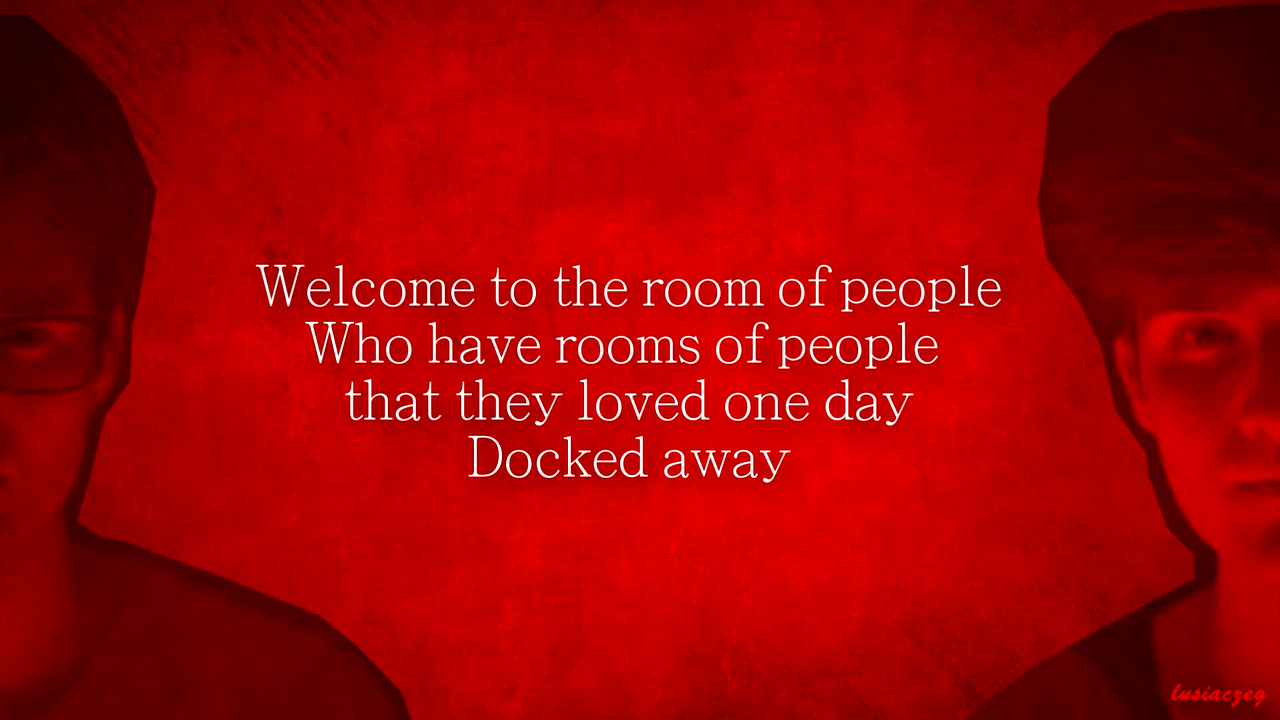 Welcome to the room of people
Who have rooms of people
that they loved one day
Docked away
lusiaczeg